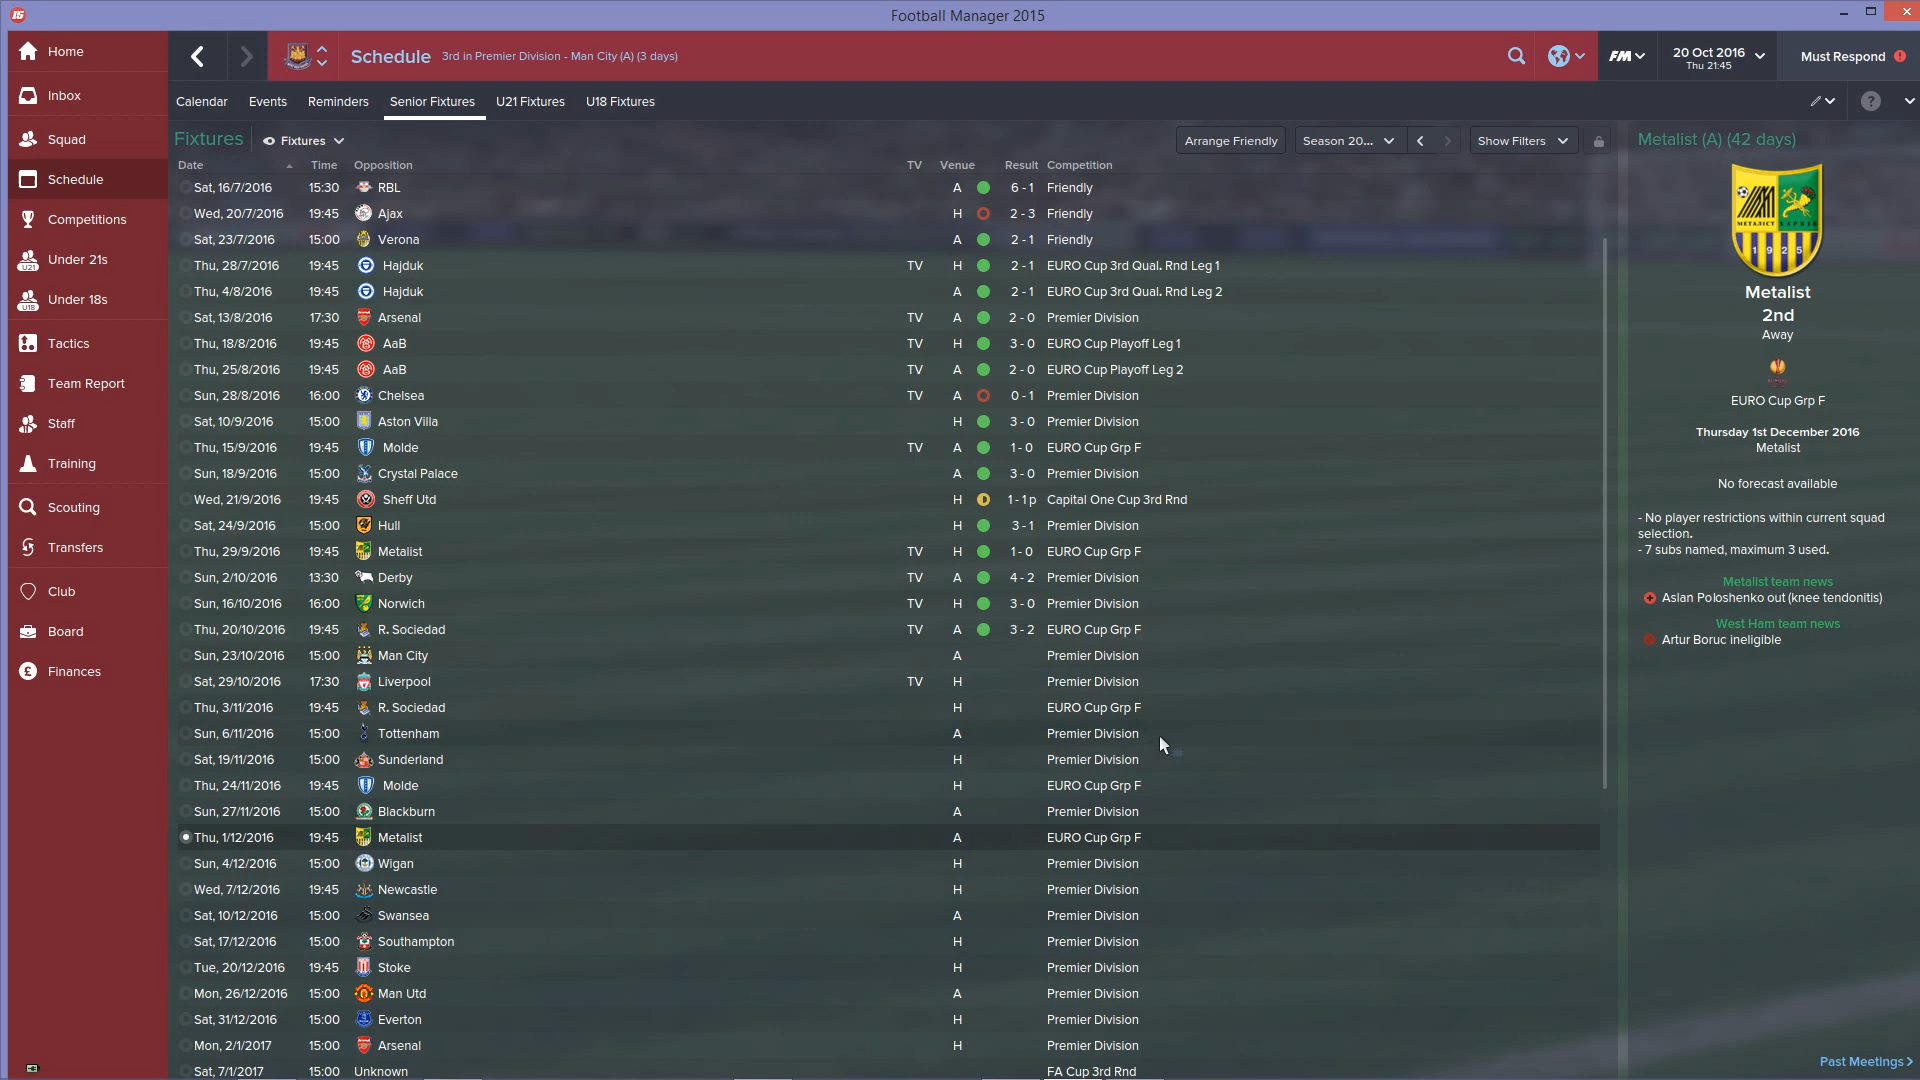 Football Manager 2015
Home
Inbox
Squad
Schedule
Competitions
Under 21s
Under 18s
Tactics
Team Report
Staff
Training
Scouting
Transfers
Club
Board
Finances
Schedule 3rd in Premier Division - Man City (A) (3 days)
FM
20 Oct 2016
Thu 21:45
Must Respond
Calendar Events Reminders Senior Fixtures U21 Fixtures U18 Fixtures
Fixtures Fixtures Arrange Friendly Season 20... Show Filters
Date Time Opposition TV Venue Result Competition
Sat, 16/7/2016 15:30 RBL A 6 - 1 Friendly
Wed, 20/7/2016 19:45 Ajax H 2 - 3 Friendly
Sat, 23/7/2016 15:00 Verona A 2 - 1 Friendly
Thu, 28/7/2016 19:45 Hajduk TV H 2 - 1 EURO Cup 3rd Qual. Rnd Leg 1
Thu, 4/8/2016 19:45 Hajduk A 2 - 1 EURO Cup 3rd Qual. Rnd Leg 2
Sat, 13/8/2016 17:30 Arsenal TV A 2 - 0 Premier Division
Thu, 18/8/2016 19:45 AaB TV H 3 - 0 EURO Cup Playoff Leg 1
Thu, 25/8/2016 19:45 AaB TV A 2 - 0 EURO Cup Playoff Leg 2
Sun, 28/8/2016 16:00 Chelsea TV A 0 - 1 Premier Division
Sat, 10/9/2016 15:00 Aston Villa H 3 - 0 Premier Division
Thu, 15/9/2016 19:45 Molde TV A 1 - 0 EURO Cup Grp F
Sun, 18/9/2016 15:00 Crystal Palace A 3 - 0 Premier Division
Wed, 21/9/2016 19:45 Sheff Utd H 1 - 1 p Capital One Cup 3rd Rnd
Sat, 24/9/2016 15:00 Hull H 3 - 1 Premier Division
Thu, 29/9/2016 19:45 Metalist TV H 1 - 0 EURO Cup Grp F
Sun, 2/10/2016 13:30 Derby TV A 4 - 2 Premier Division
Sun, 16/10/2016 16:00 Norwich TV H 3 - 0 Premier Division
Thu, 20/10/2016 19:45 R. Sociedad TV A 3 - 2 EURO Cup Grp F
Sun, 23/10/2016 15:00 Man City A Premier Division
Sat, 29/10/2016 17:30 Liverpool TV H Premier Division
Thu, 3/11/2016 19:45 R. Sociedad H EURO Cup Grp F
Sun, 6/11/2016 15:00 Tottenham A Premier Division
Sat, 19/11/2016 15:00 Sunderland H Premier Division
Thu, 24/11/2016 19:45 Molde H EURO Cup Grp F
Sun, 27/11/2016 15:00 Blackburn A Premier Division
Thu, 1/12/2016 19:45 Metalist A EURO Cup Grp F
Sun, 4/12/2016 15:00 Wigan H Premier Division
Wed, 7/12/2016 19:45 Newcastle H Premier Division
Sat, 10/12/2016 15:00 Swansea A Premier Division
Sat, 17/12/2016 15:00 Southampton H Premier Division
Tue, 20/12/2016 19:45 Stoke H Premier Division
Mon, 26/12/2016 15:00 Man Utd A Premier Division
Sat, 31/12/2016 15:00 Everton H Premier Division
Mon, 2/1/2017 15:00 Arsenal H Premier Division
Sat, 7/1/2017 15:00 Unknown FA Cup 3rd Rnd
Metalist (A) (42 days)
МЕТАЛІСТ ХАРКІВ
1925
Metalist
2nd
Away
EURO Cup Grp F
Thursday 1st December 2016
Metalist
No forecast available
- No player restrictions within current squad
selection.
- 7 subs named, maximum 3 used.
Metalist team news
Aslan Poloshenko out (knee tendonitis)
West Ham team news
Artur Boruc ineligible
Past Meetings >